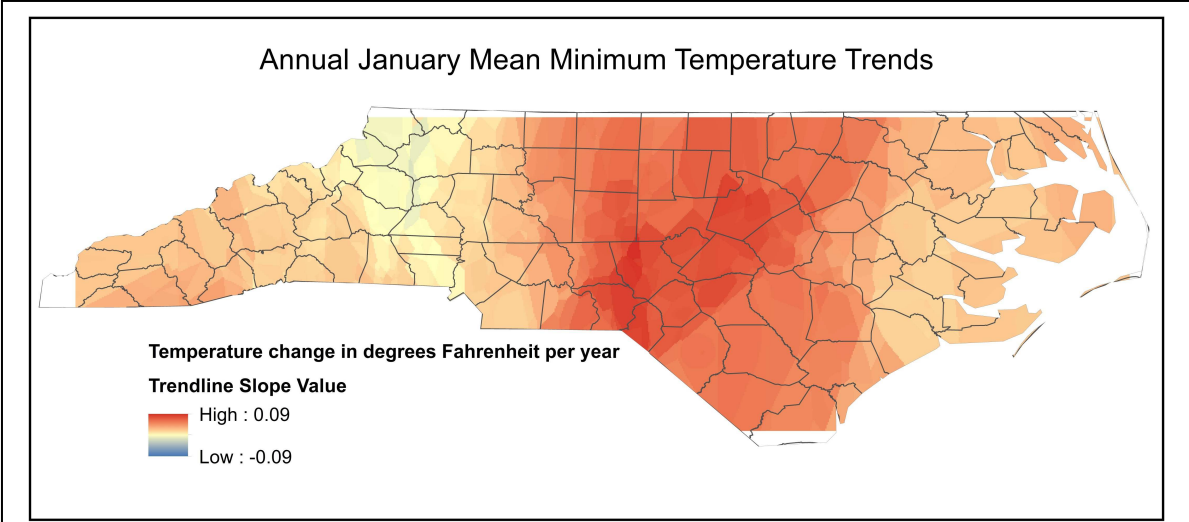 Annual January Mean Minimum Temperature Trends
Temperature change in degrees Fahrenheit per year
Trendline Slope Value
High : 0.09
Low : -0.09